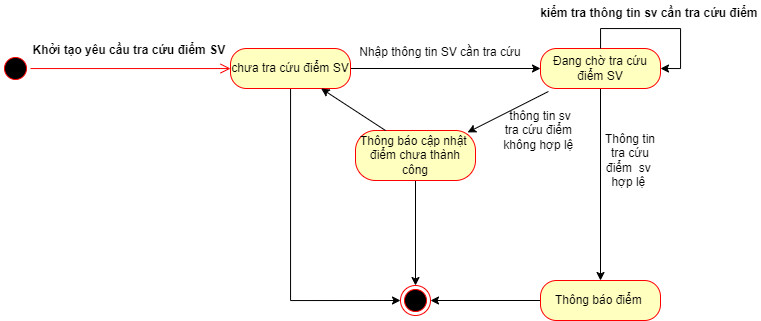 kiểm tra thông tin sv cần tra cứu điểm
Khởi tạo yêu cầu tra cứu điểm SV
Nhập thông tin SV cần tra cứu
chưa tra cứu điểm SV
Đang chờ tra cứu
điểm SV
thông tin sv
tra cứu điểm
không hợp lệ
Thông báo cập nhật
điểm chưa thành
công
Thông tin
tra cứu
điểm sv
hợp lệ
Thông báo điểm